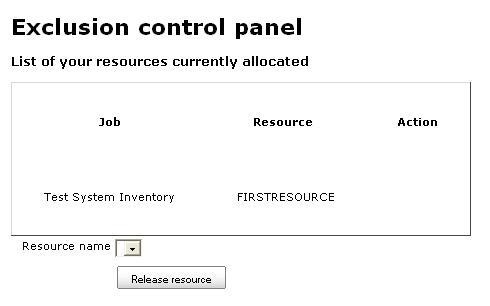 Exclusion control panel
List of your resources currently allocated
Job Resource Action
Test System Inventory FIRSTRESOURCE
Resource name
Release resource